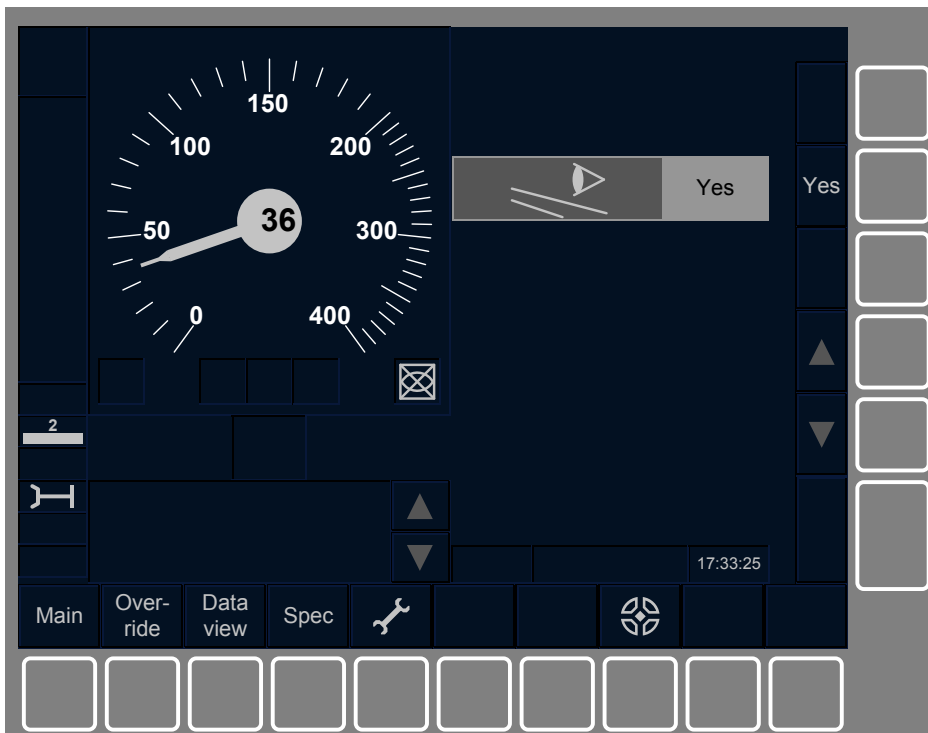 150
100
200
36
50
300
0
400
Yes
Yes
2
17:33:25
Main
Over-
ride
Data
view
Spec